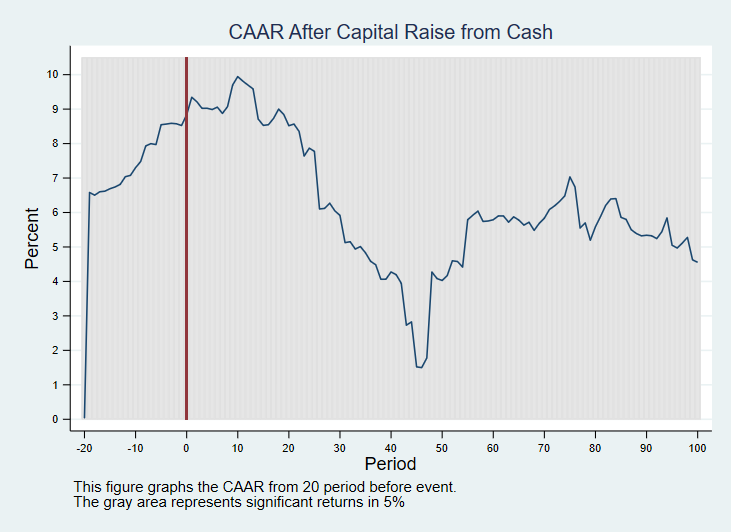 CAAR After Capital Raise from Cash
Percent
10
9
8
7
6
5
4
3
2
1
0
-20 -10 0 10 20 30 40 50 60 70 80 90 100
Period
This figure graphs the CAAR from 20 period before event.
The gray area represents significant returns in 5%